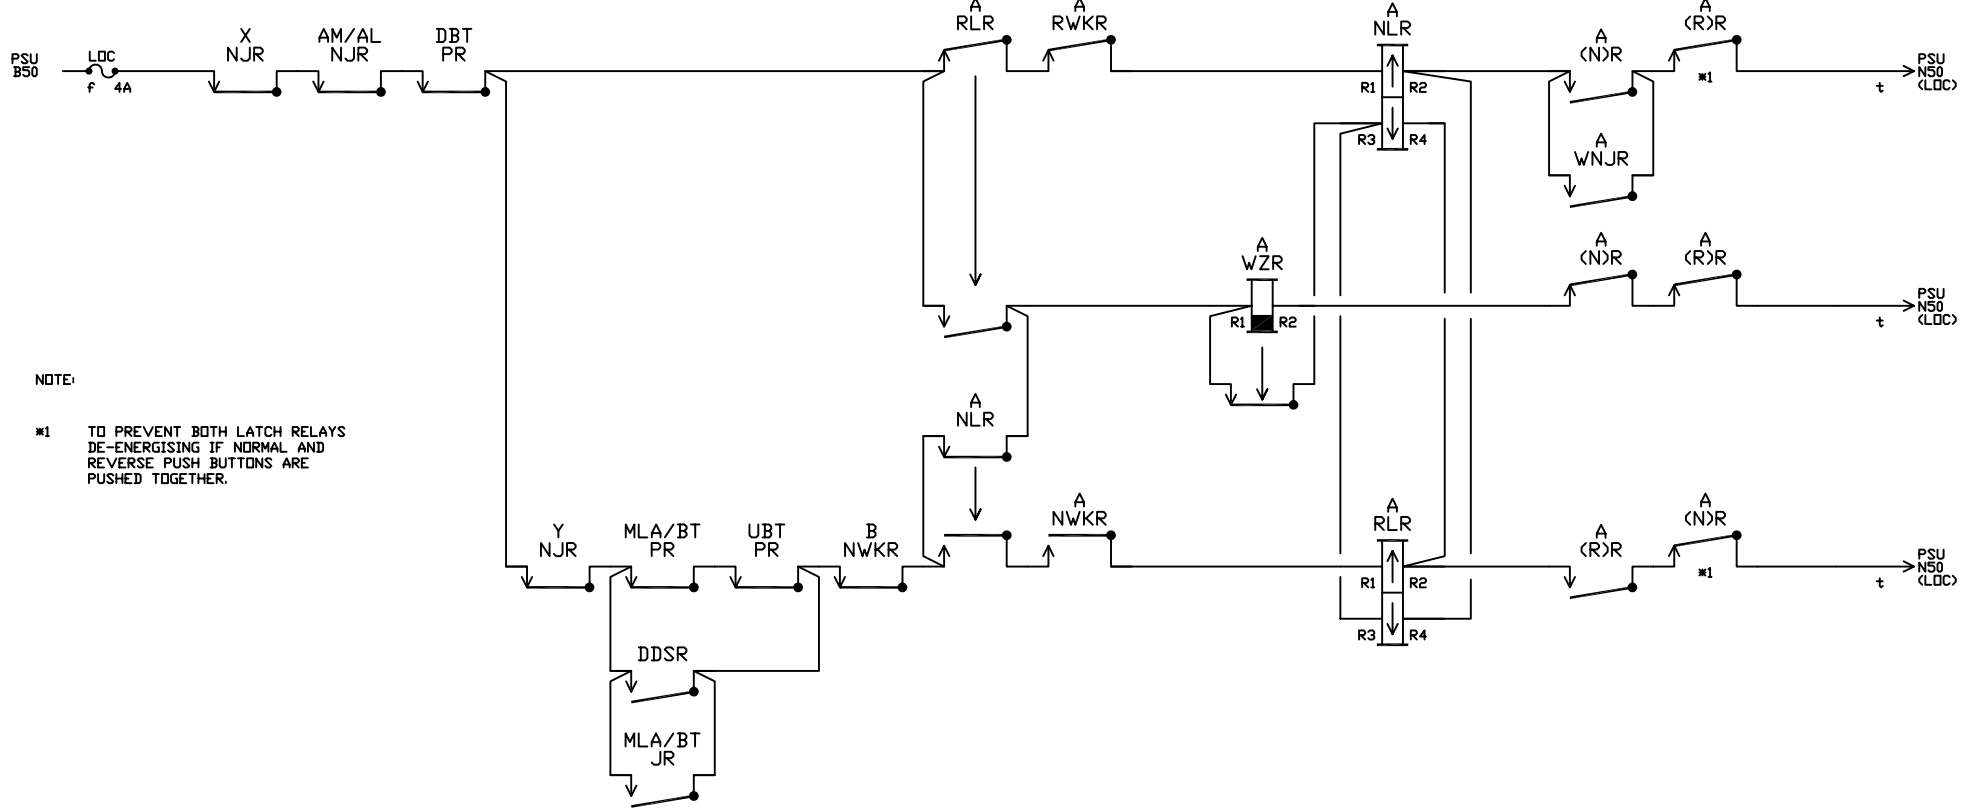 PSU
B50
LOC
f 4A
X
NJR
AM/AL
NJR
DBT
PR
A
RLR
A
RWKR
A
NLR
R1 R2
R3 R4
A
(N)R
A
(R)R
*1
t
PSU
N50
(LOC)
A
WNJR
A
WZR
R1 R2
A
(N)R
A
(R)R
t
PSU
N50
(LOC)
NOTE:
*1 TO PREVENT BOTH LATCH RELAYS
DE-ENERGISING IF NORMAL AND
REVERSE PUSH BUTTONS ARE
PUSHED TOGETHER.
A
NLR
Y
NJR
MLA/BT
PR
UBT
PR
B
NWKR
A
NWKR
A
RLR
R1 R2
R3 R4
A
(R)R
A
(N)R
*1
t
PSU
N50
(LOC)
DDSR
MLA/BT
JR